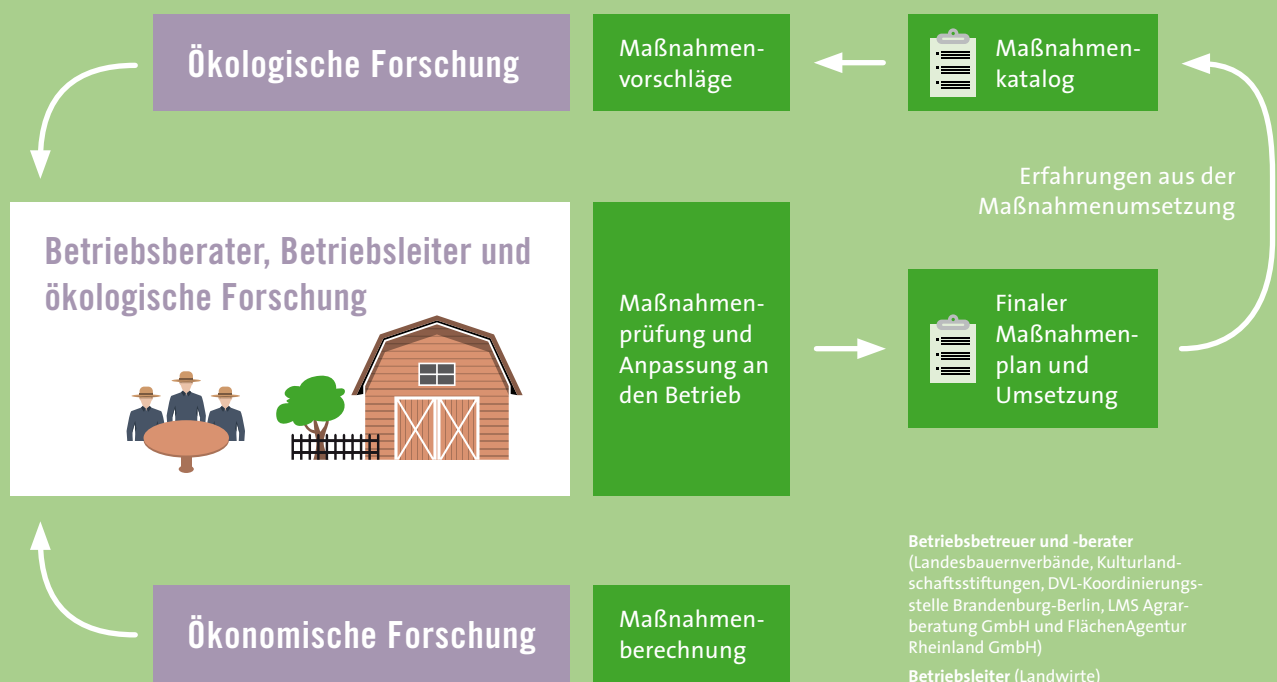 Ökologische Forschung
Maßnahmen-
vorschläge
Maßnahmen-
katalog
Erfahrungen aus der
Maßnahmenumsetzung
Betriebsberater, Betriebsleiter und
ökologische Forschung
Maßnahmen-
prüfung und
Anpassung an
den Betrieb
Finaler
Maßnahmen-
plan und
Umsetzung
Ökonomische Forschung
Maßnahmen-
berechnung
Betriebsbetreuer und -berater
(Landesbauernverbände, Kulturland-
schaftsstiftungen, DVL-Koordinierungs-
stelle Brandenburg-Berlin, LMS Agrar-
beratung GmbH und FlächenAgentur
Rheinland GmbH)
Betriebsleiter (Landwirte)